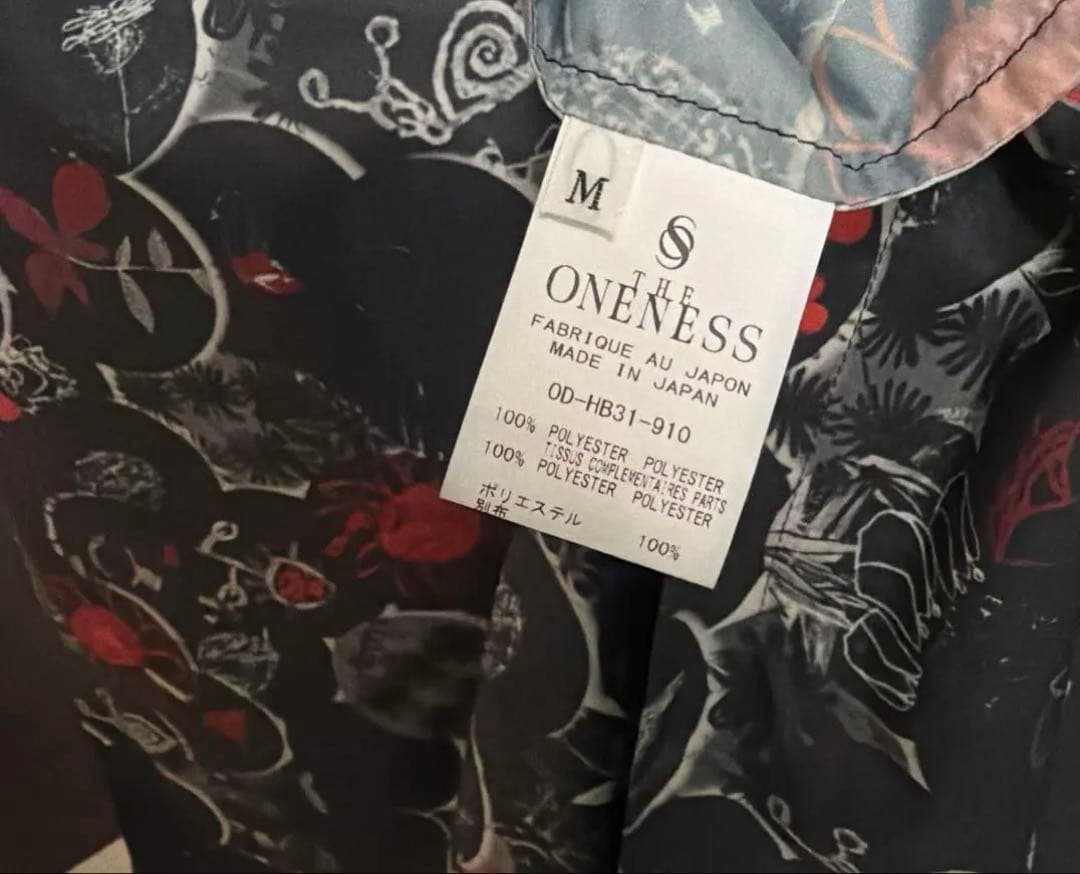 M
THE
ONENESS
FABRIQUE AU JAPON
MADE IN JAPAN
OD-HB31-910
100% POLYESTER POLYESTER
TISSUS COMPLEMENTAIRES PARTS
100% POLYESTER POLYESTER
ポリエステル
別布
100%